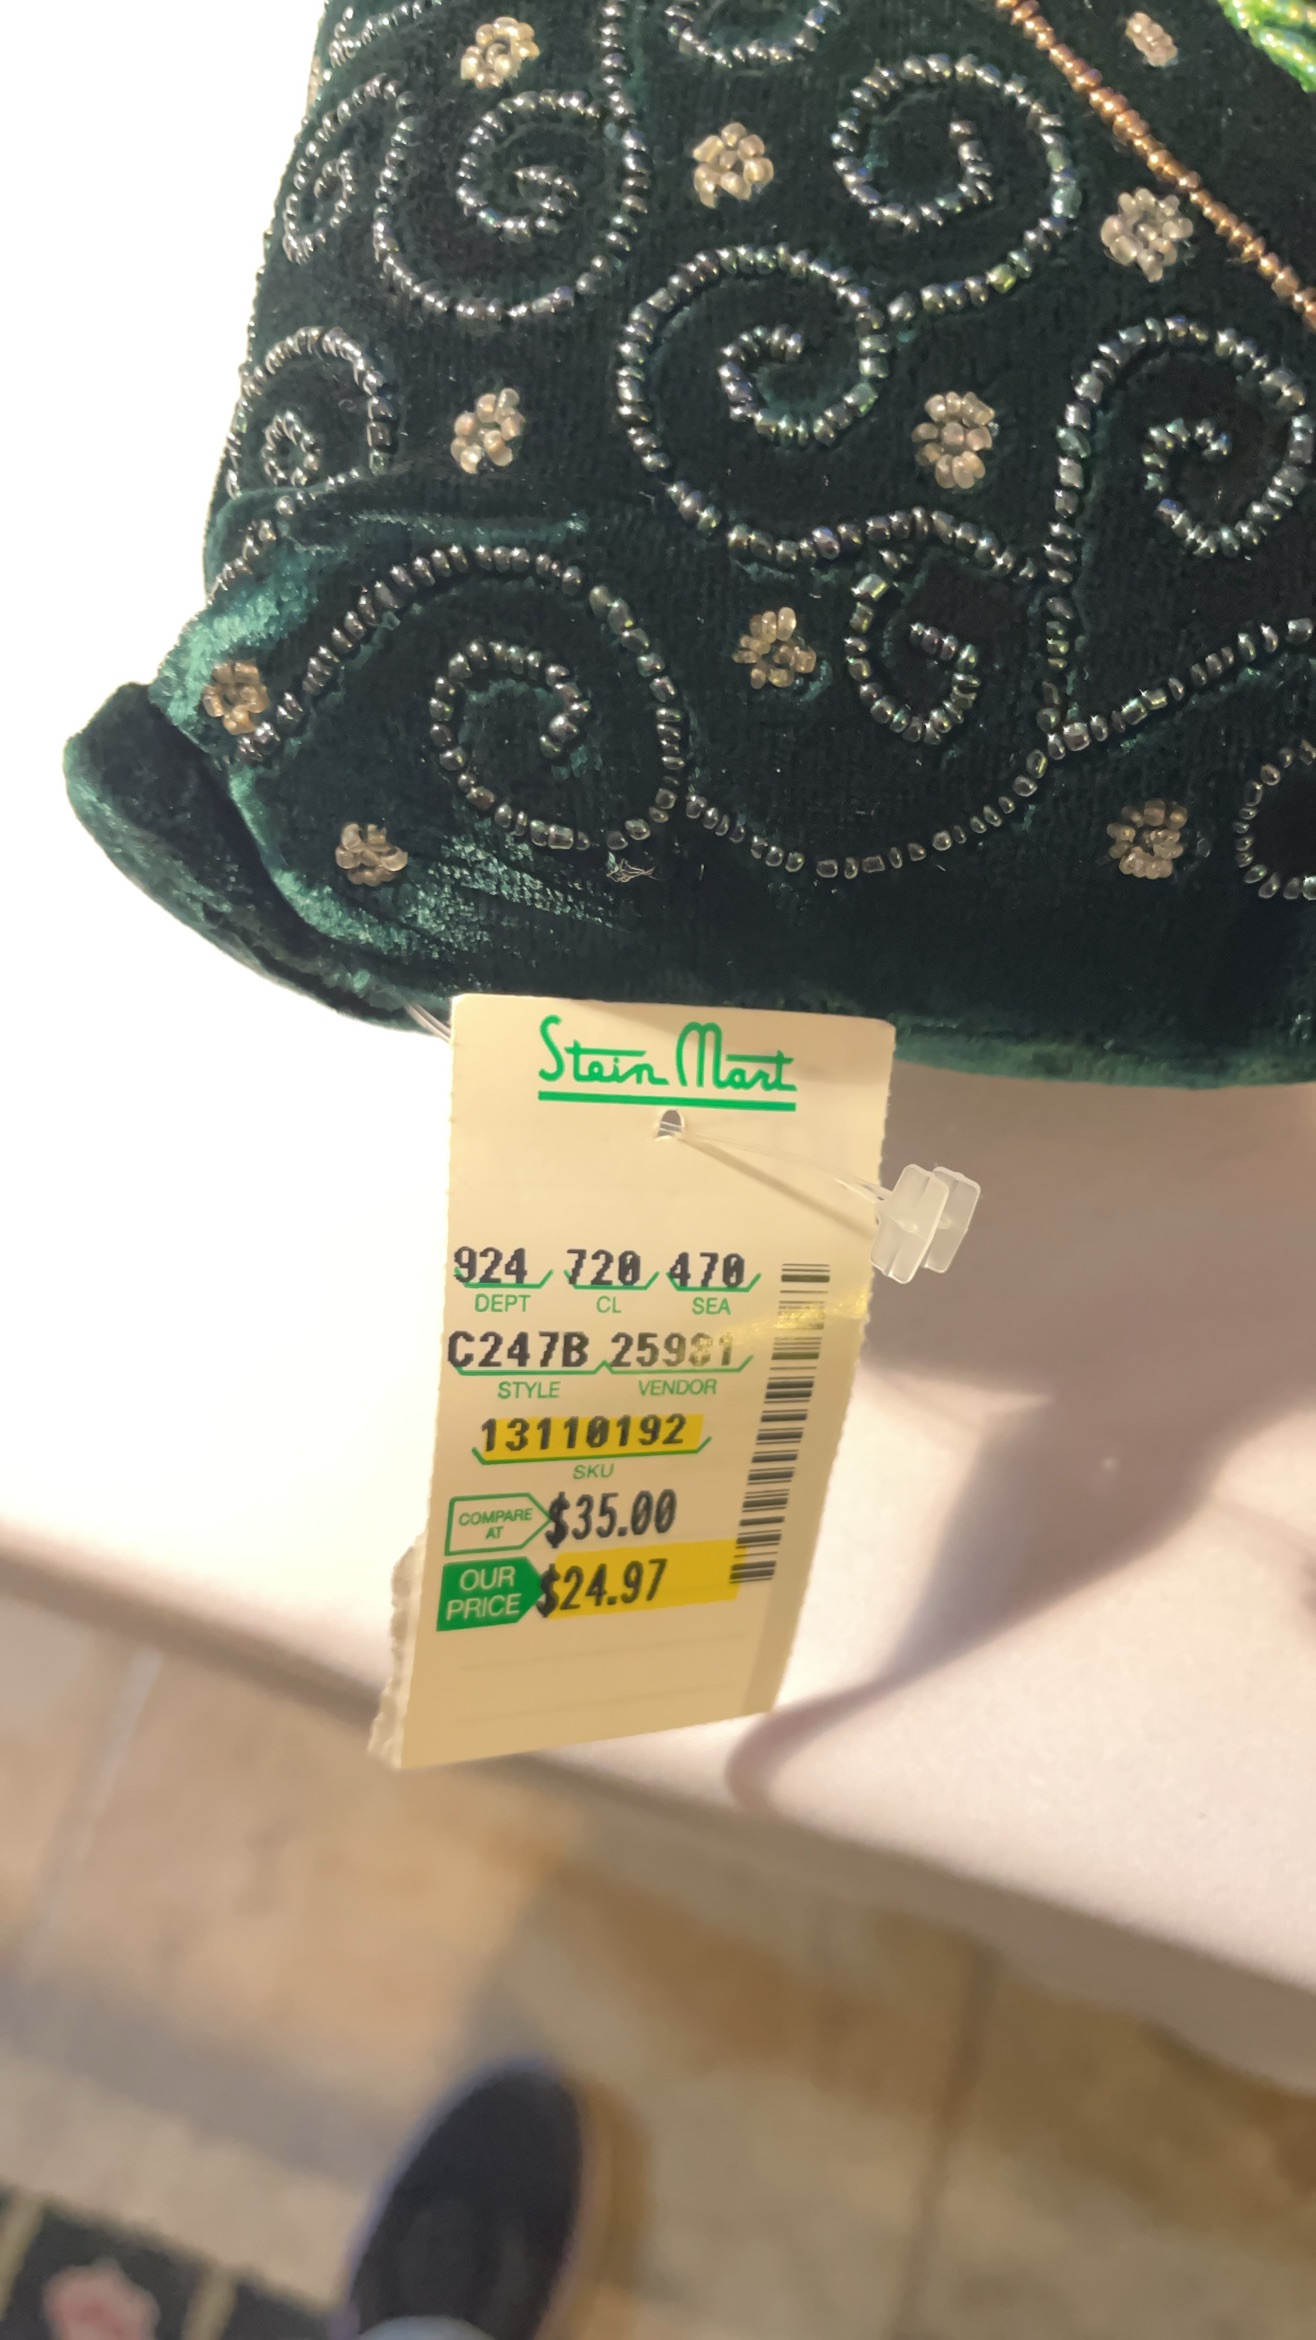 Stein Mart
924 720 470
DEPT CL SEA
C247B 25981
STYLE VENDOR
13110192
SKU
COMPARE AT $35.00
OUR PRICE $24.97